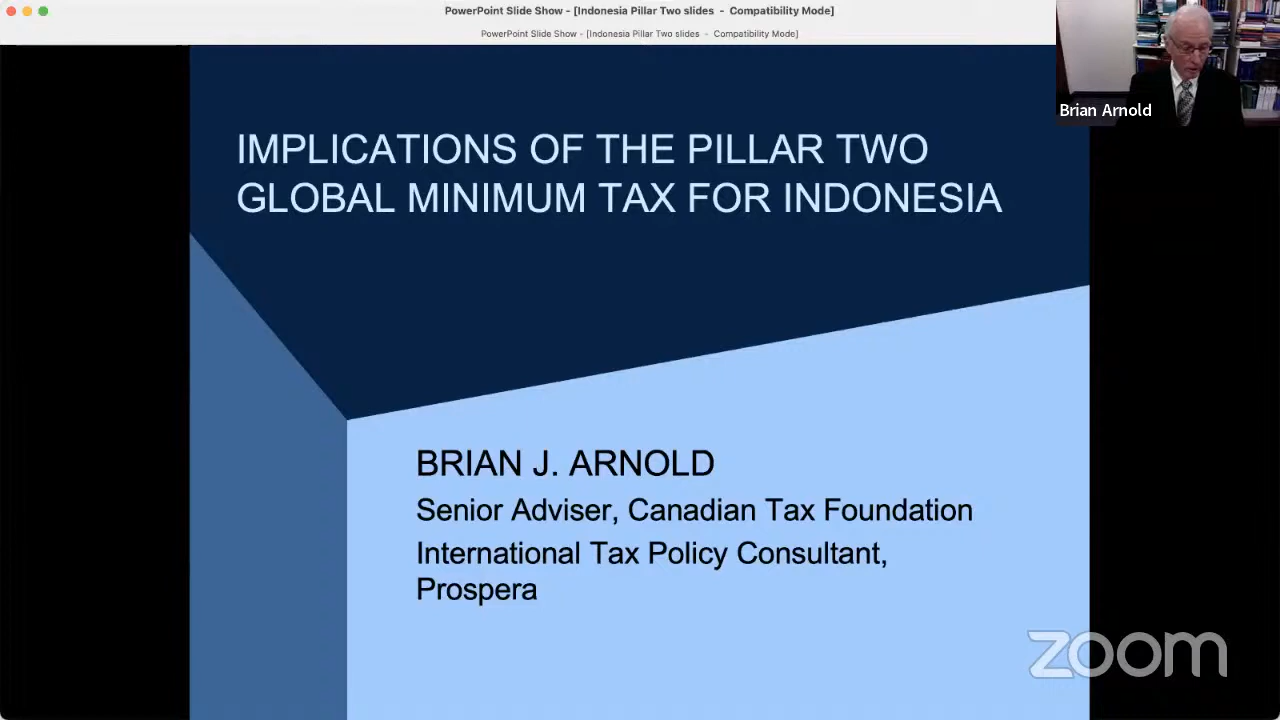 PowerPoint Slide Show - [Indonesia Pillar Two slides - Compatibility Mode]
PowerPoint Slide Show - [Indonesia Pillar Two slides - Compatibility Mode]
Brian Arnold
IMPLICATIONS OF THE PILLAR TWO
GLOBAL MINIMUM TAX FOR INDONESIA
BRIAN J. ARNOLD
Senior Adviser, Canadian Tax Foundation
International Tax Policy Consultant,
Prospera
zoom